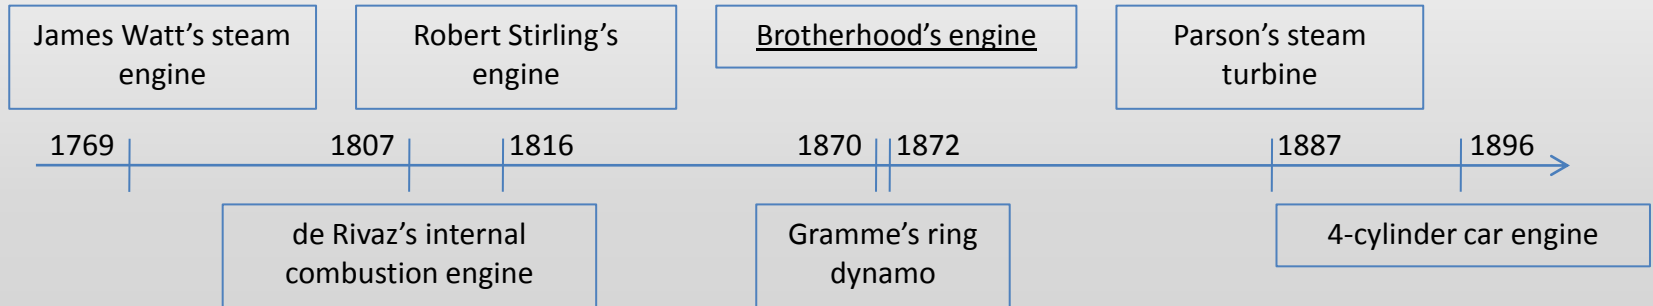 James Watt’s steam
engine
Robert Stirling’s
engine
Brotherhood’s engine
Parson’s steam
turbine
1769 1807 1816 1870 1872 1887 1896
de Rivaz’s internal
combustion engine
Gramme’s ring
dynamo
4-cylinder car engine